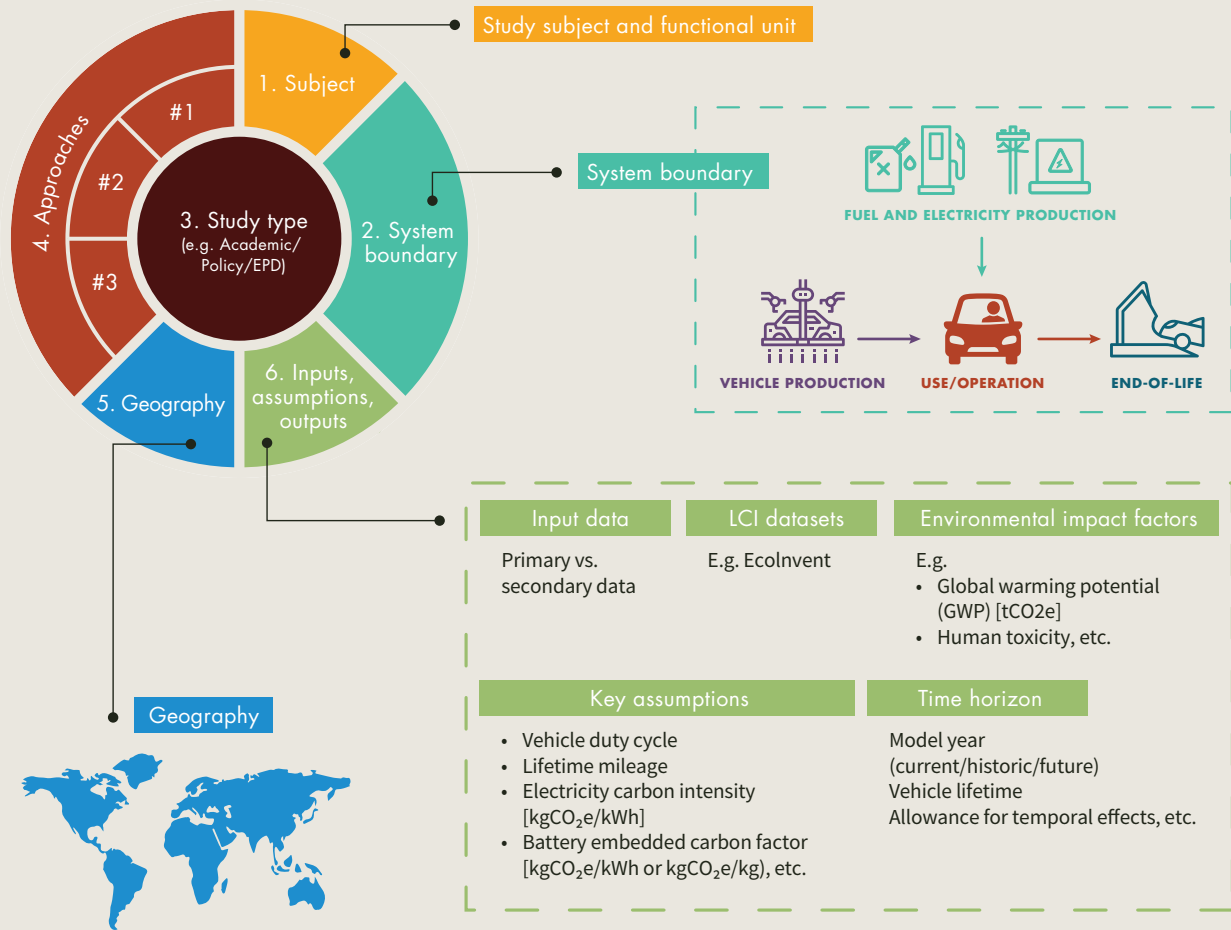 Study subject and functional unit
1. Subject
#1
#2
#3
4. Approaches
3. Study type
(e.g. Academic/
Policy/EPD)
2. System
boundary
System boundary
FUEL AND ELECTRICITY PRODUCTION
VEHICLE PRODUCTION
USE/OPERATION
END-OF-LIFE
5. Geography
6. Inputs,
assumptions,
outputs
Input data
Primary vs.
secondary data
LCI datasets
E.g. EcoInvent
Environmental impact factors
E.g.
• Global warming potential
(GWP) [tCO2e]
• Human toxicity, etc.
Geography
Key assumptions
• Vehicle duty cycle
• Lifetime mileage
• Electricity carbon intensity
[kgCO₂e/kWh]
• Battery embedded carbon factor
[kgCO₂e/kWh or kgCO₂e/kg), etc.
Time horizon
Model year
(current/historic/future)
Vehicle lifetime
Allowance for temporal effects, etc.